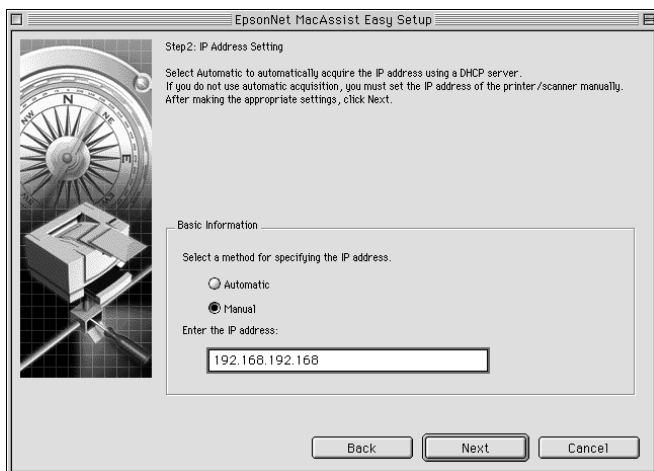 EpsonNet MacAssist Easy Setup
Step2: IP Address Setting
Select Automatic to automatically acquire the IP address using a DHCP server.
If you do not use automatic acquisition, you must set the IP address of the printer/scanner manually.
After making the appropriate settings, click Next.
N
NE
E
Basic Information
Select a method for specifying the IP address.
Automatic
Manual
Enter the IP address:
192.168.192.168
Back
Next
Cancel